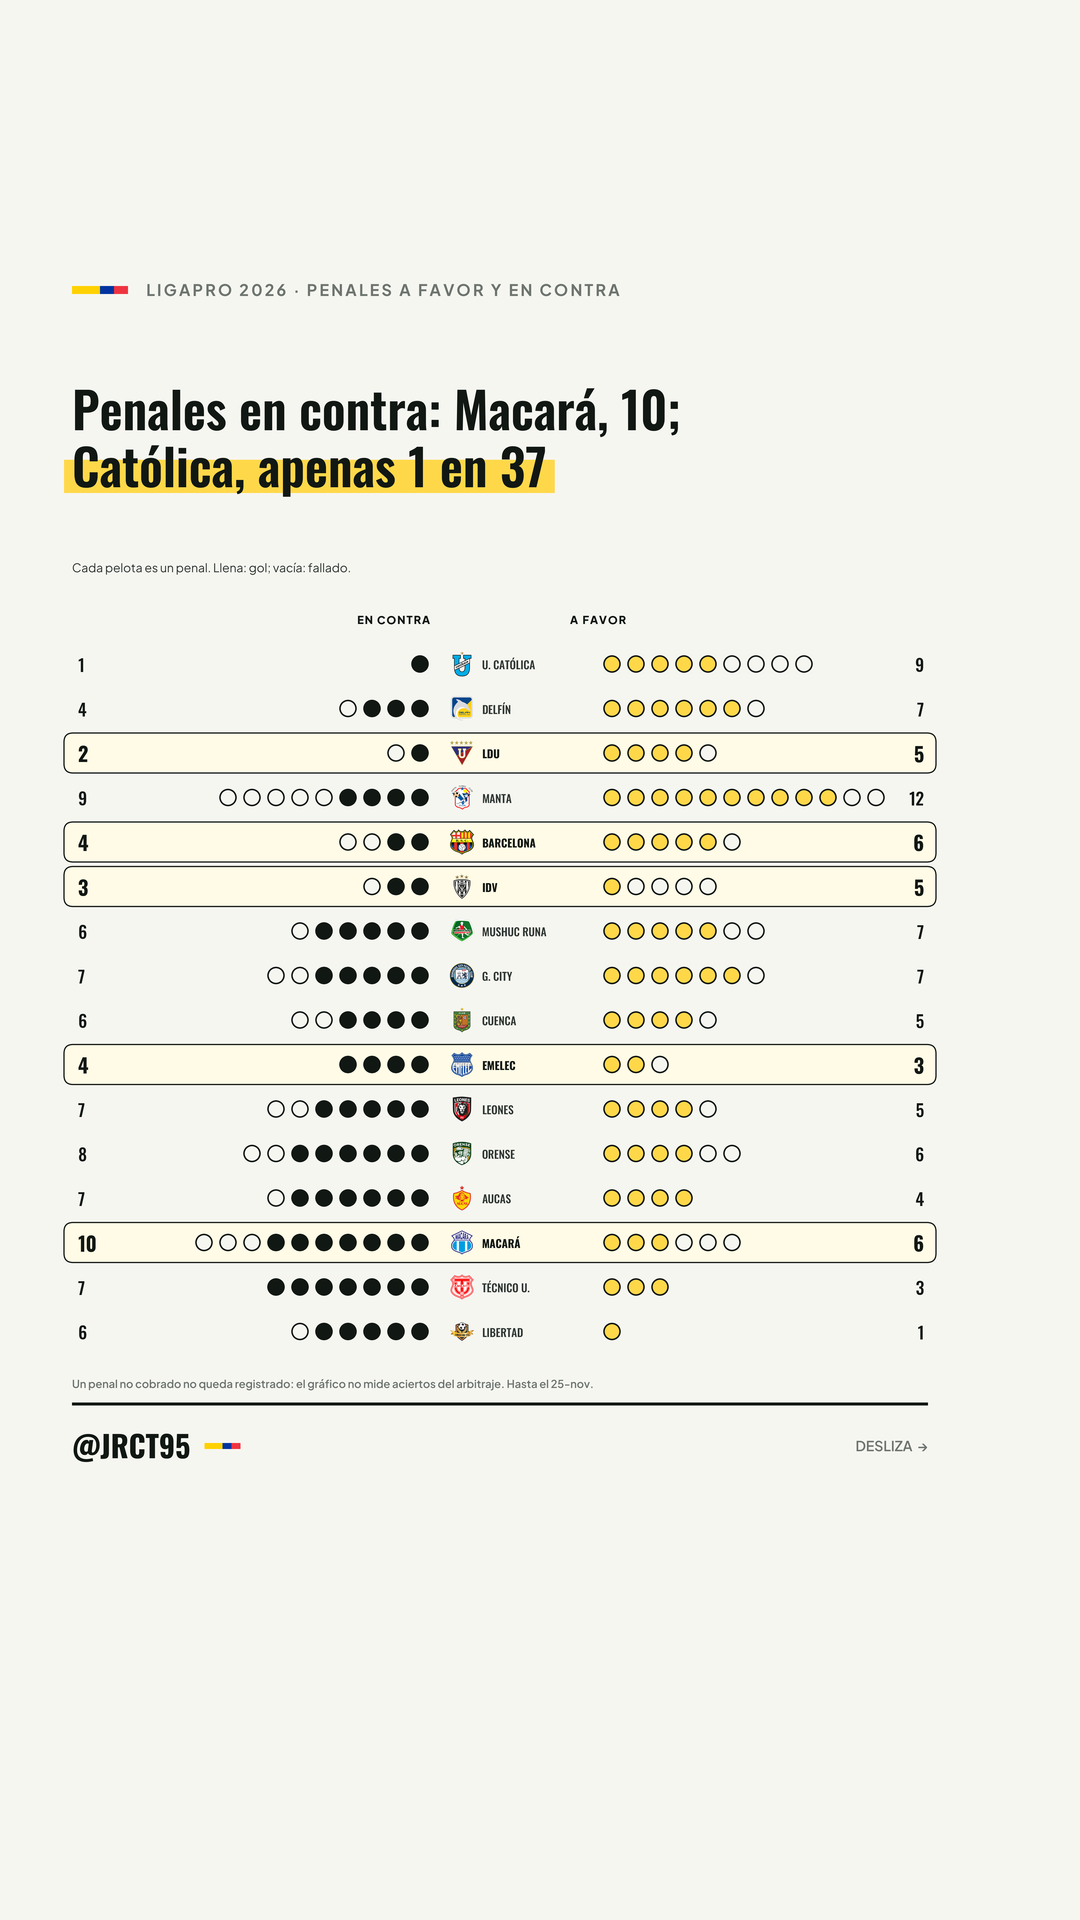 LIGAPRO 2026 · PENALES A FAVOR Y EN CONTRA
Penales en contra: Macará, 10;
Católica, apenas 1 en 37
Cada pelota es un penal. Llena: gol; vacía: fallado.
EN CONTRA A FAVOR
1 U. CATÓLICA 9
4 DELFÍN 7
2 LDU 5
9 MANTA 12
4 BARCELONA 6
3 IDV 5
6 MUSHUC RUNA 7
7 G. CITY 7
6 CUENCA 5
4 EMELEC 3
7 LEONES 5
8 ORENSE 6
7 AUCAS 4
10 MACARÁ 6
7 TÉCNICO U. 3
6 LIBERTAD 1
Un penal no cobrado no queda registrado: el gráfico no mide aciertos del arbitraje. Hasta el 25-nov.
@JRCT95 DESLIZA →